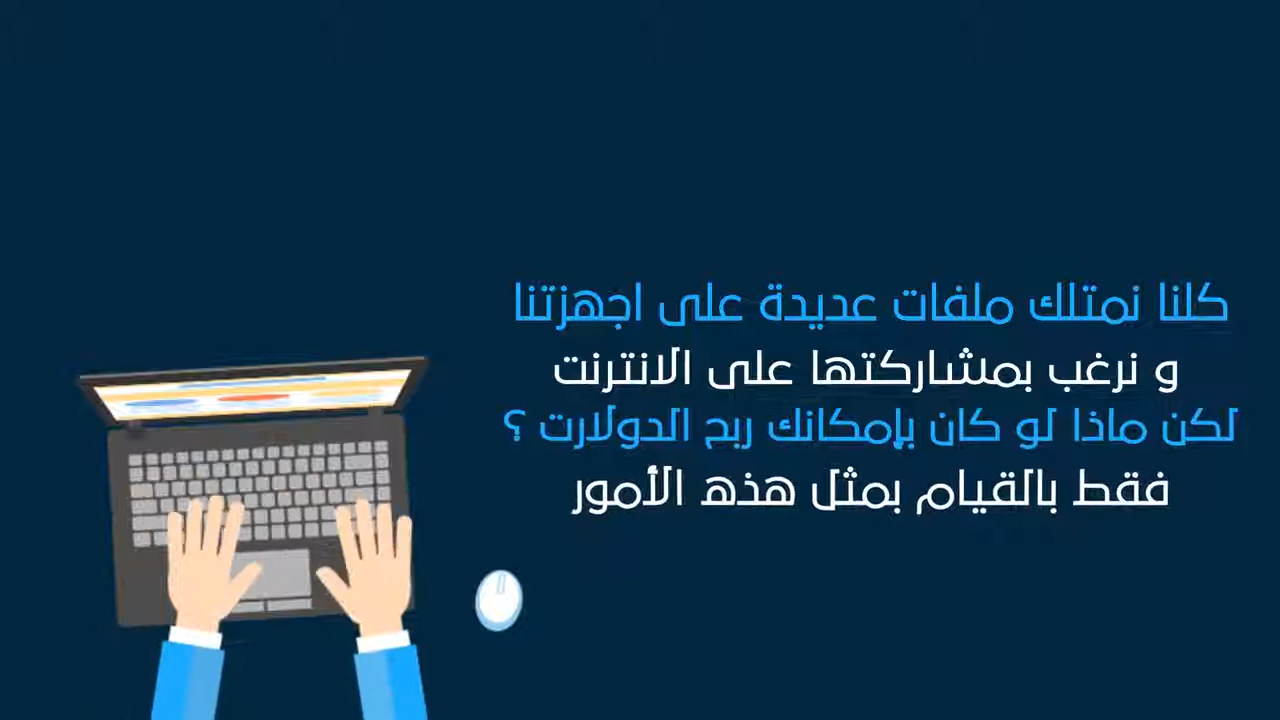 كلنا نمتلك ملفات عديدة على اجهزتنا
و نرغب بمشاركتها على الانترنت
لكن ماذا لو كان بإمكانك ربح الدولارت ؟
فقط بالقيام بمثل هذه الأمور